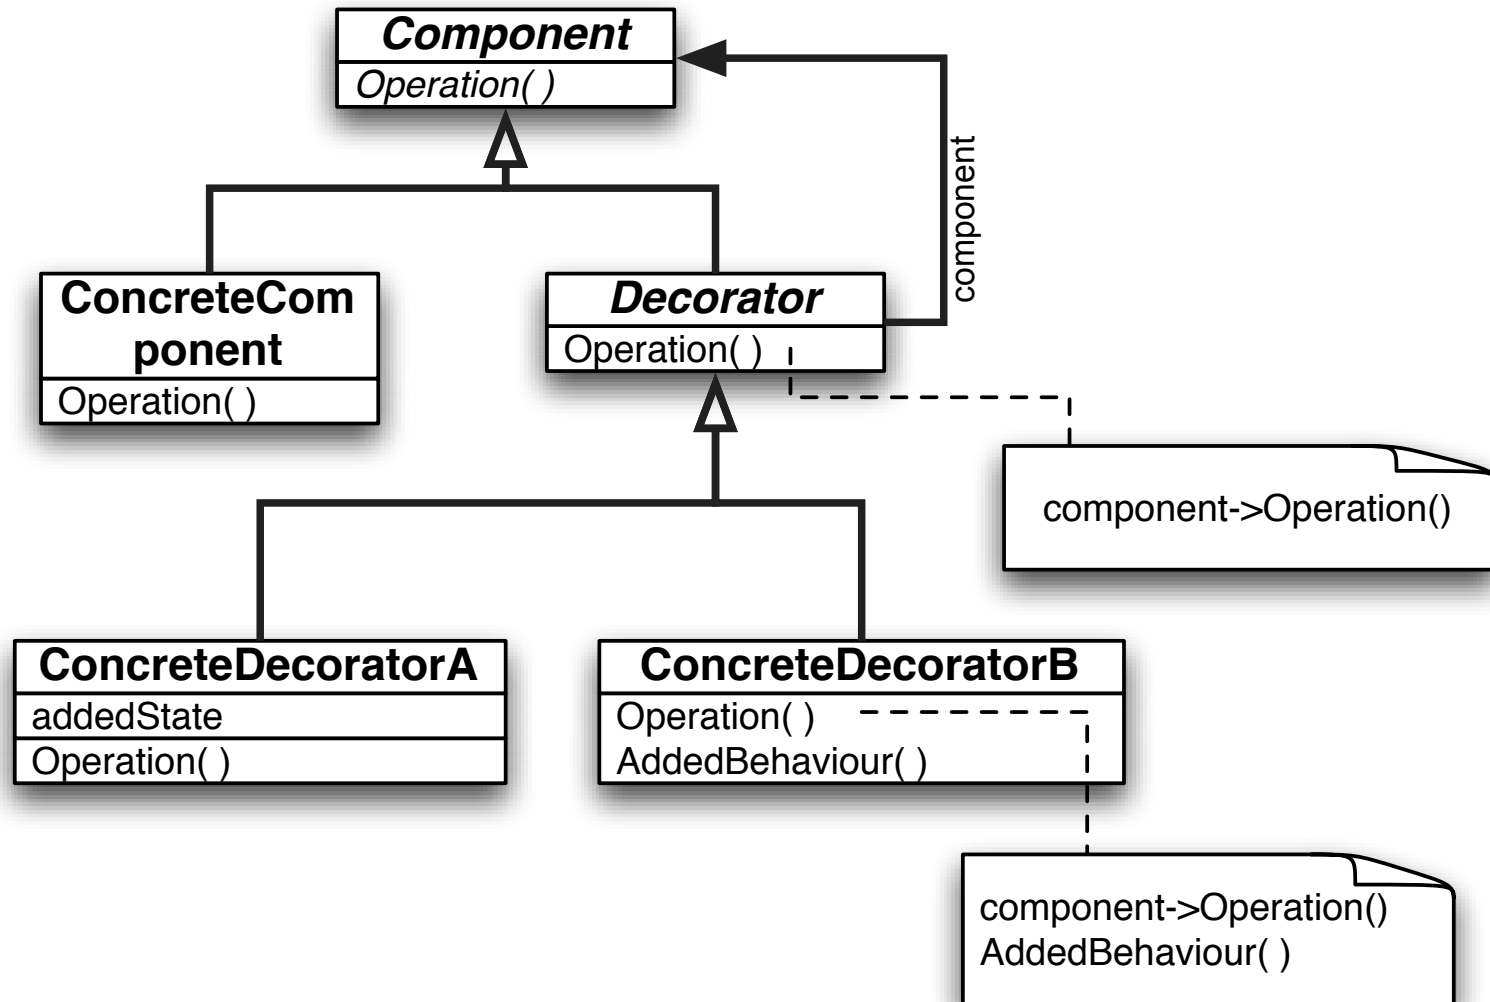 Component
Operation( )
component
ConcreteCom
ponent
Operation( )
Decorator
Operation( )
component->Operation()
ConcreteDecoratorA
addedState
Operation( )
ConcreteDecoratorB
Operation( )
AddedBehaviour( )
component->Operation()
AddedBehaviour( )